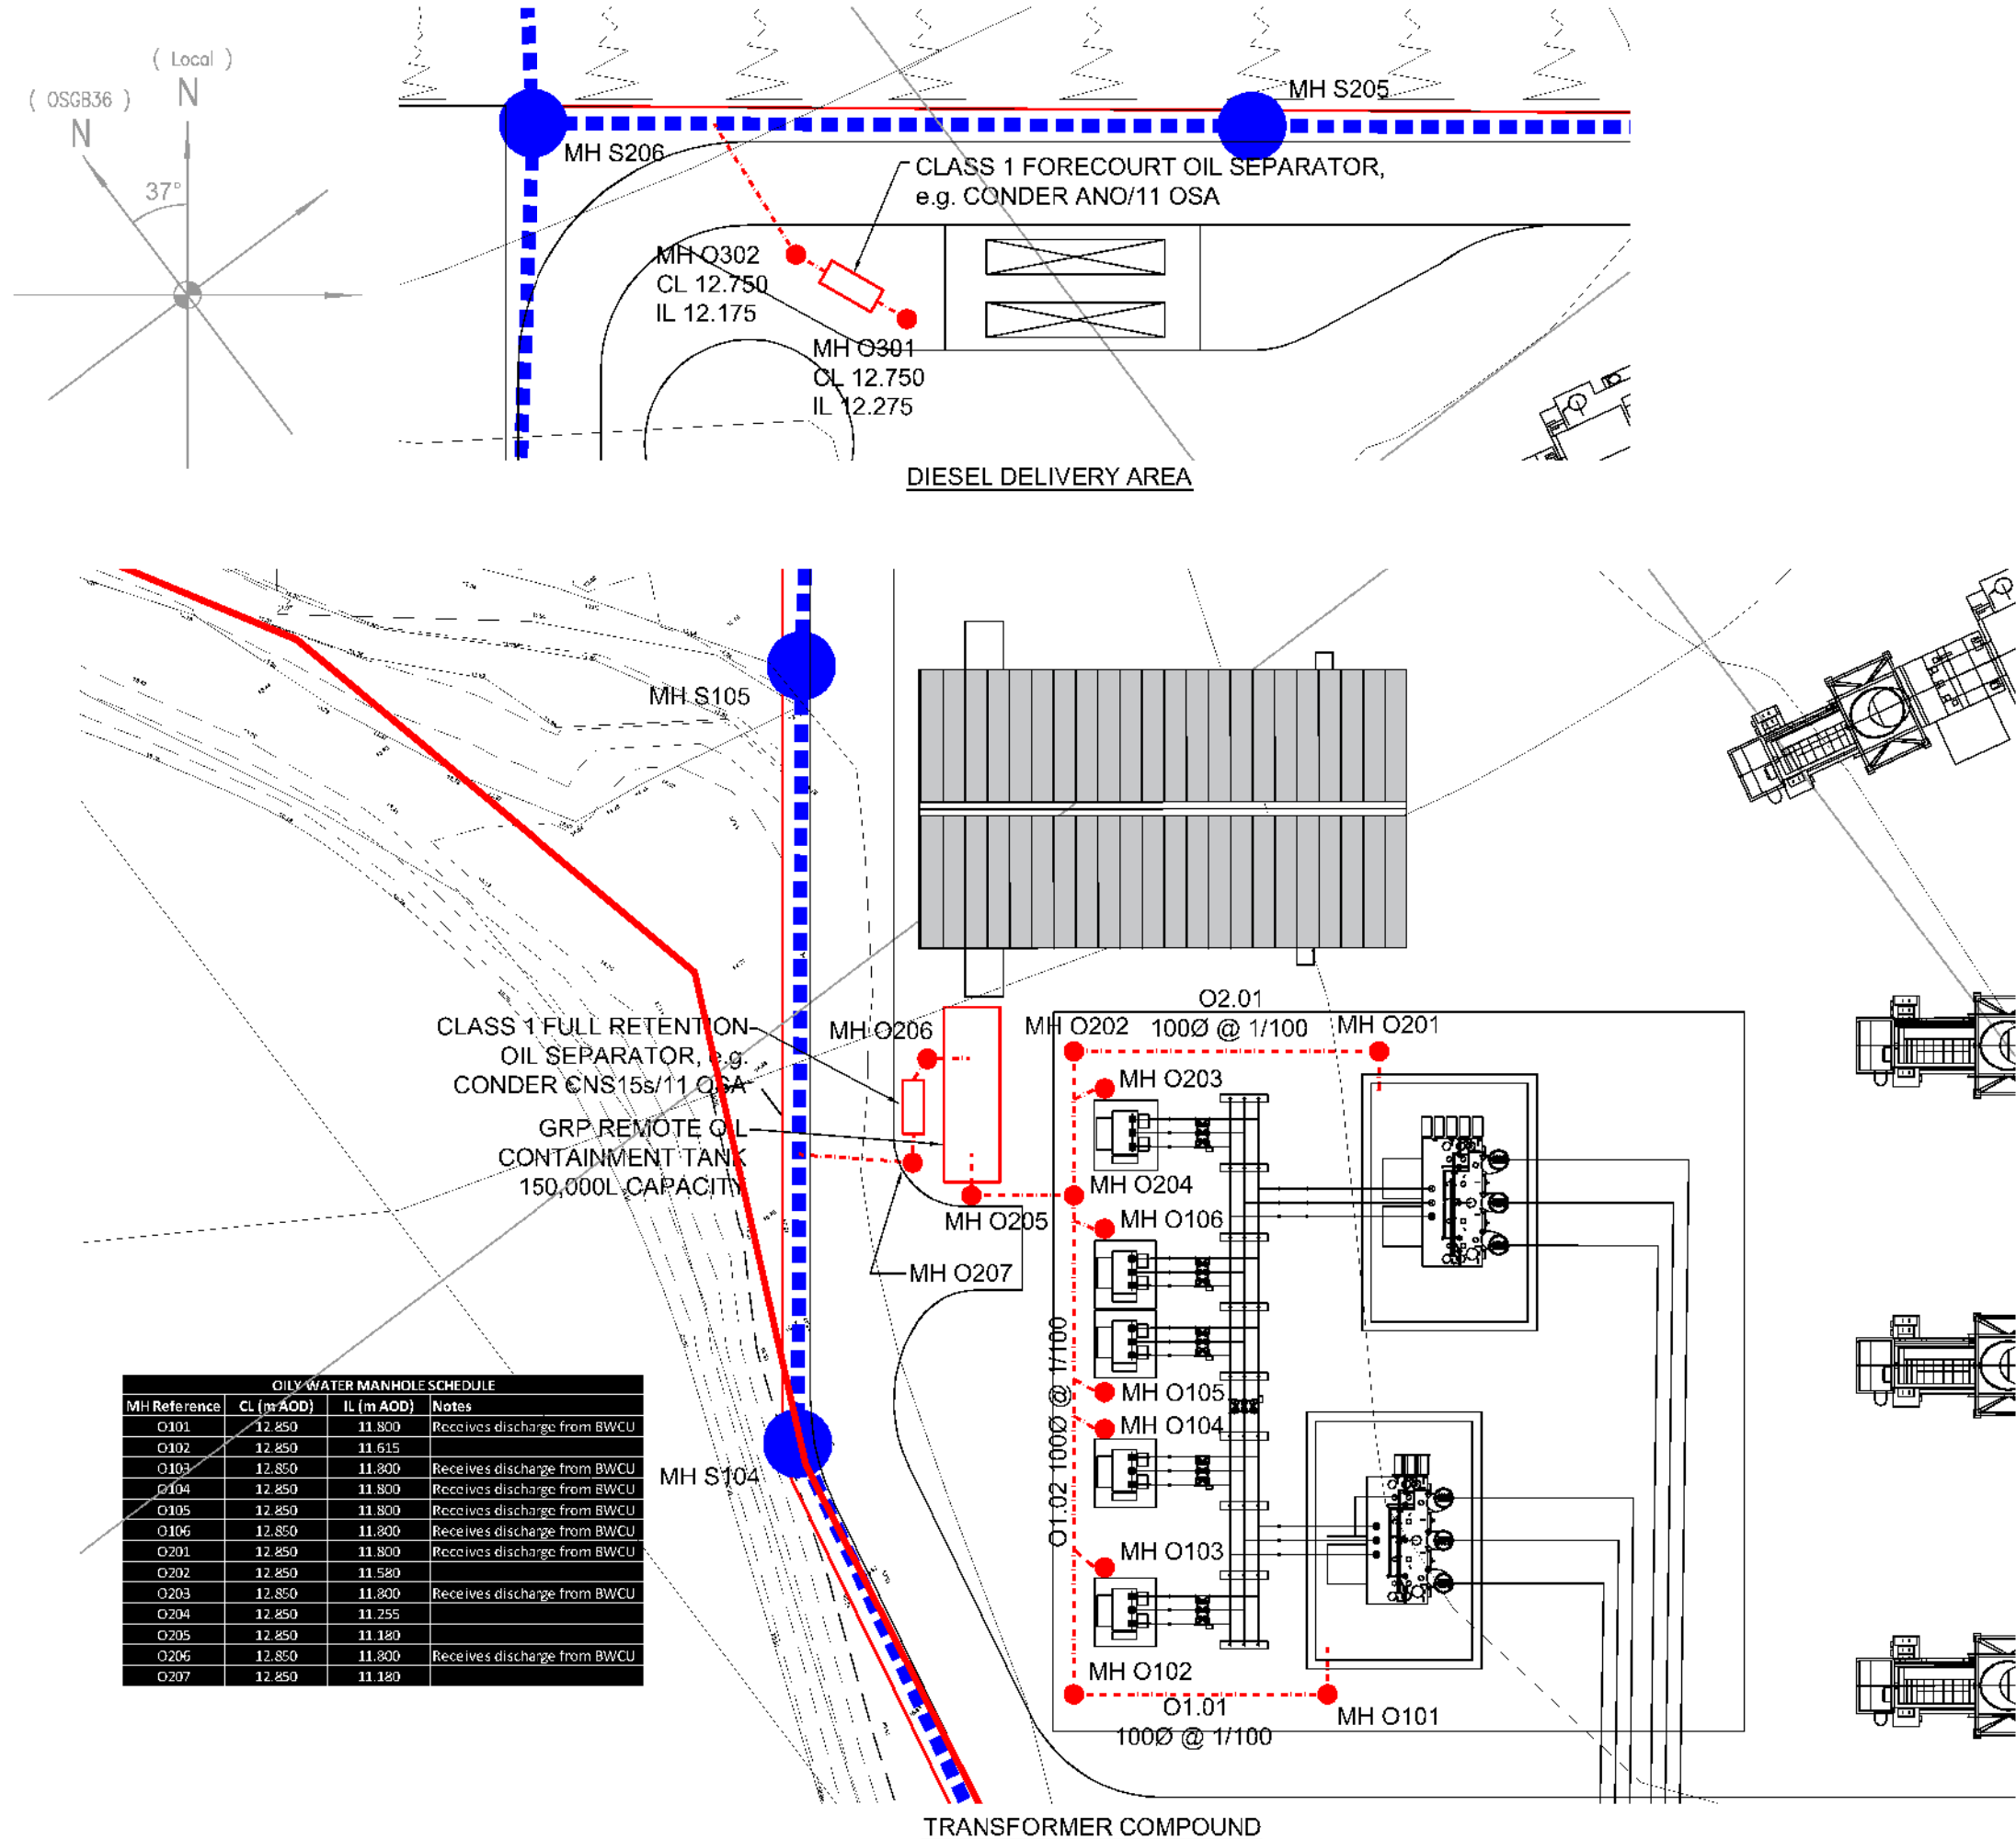 ( Local )
N
( OSGB36 )
N
37°
MH S205
MH S206
CLASS 1 FORECOURT OIL SEPARATOR,
e.g. CONDER ANO/11 OSA
MH O302
CL 12.750
IL 12.175
MH O301
CL 12.750
IL 12.275
DIESEL DELIVERY AREA
MH S105
CLASS 1 FULL RETENTION
OIL SEPARATOR, e.g.
CONDER CNS15s/11 OSA
GRP REMOTE OIL
CONTAINMENT TANK
150,000L CAPACITY
MH O206
MH O202
O2.01
100Ø @ 1/100
MH O201
MH O203
MH O204
MH O205
MH O106
MH O207
O1.02 100Ø @ 1/100
MH O105
MH O104
MH S104
MH O103
MH O102
O1.01
100Ø @ 1/100
MH O101
OILY WATER MANHOLE SCHEDULE
MH Reference CL (m AOD) IL (m AOD) Notes
O101 12.850 11.800 Receives discharge from BWCU
O102 12.850 11.615
O103 12.850 11.800 Receives discharge from BWCU
O104 12.850 11.800 Receives discharge from BWCU
O105 12.850 11.800 Receives discharge from BWCU
O106 12.850 11.800 Receives discharge from BWCU
O201 12.850 11.800 Receives discharge from BWCU
O202 12.850 11.580
O203 12.850 11.800 Receives discharge from BWCU
O204 12.850 11.255
O205 12.850 11.180
O206 12.850 11.800 Receives discharge from BWCU
O207 12.850 11.180
TRANSFORMER COMPOUND